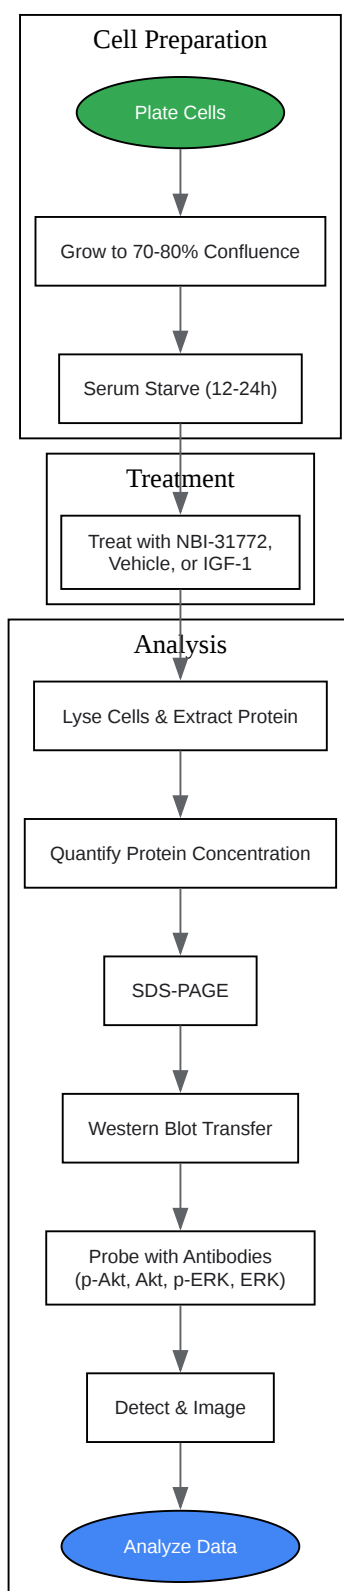 Cell Preparation
Plate Cells
Grow to 70-80% Confluence
Serum Starve (12-24h)
Treatment
Treat with NBI-31772,
Vehicle, or IGF-1
Analysis
Lyse Cells & Extract Protein
Quantify Protein Concentration
SDS-PAGE
Western Blot Transfer
Probe with Antibodies
(p-Akt, Akt, p-ERK, ERK)
Detect & Image
Analyze Data